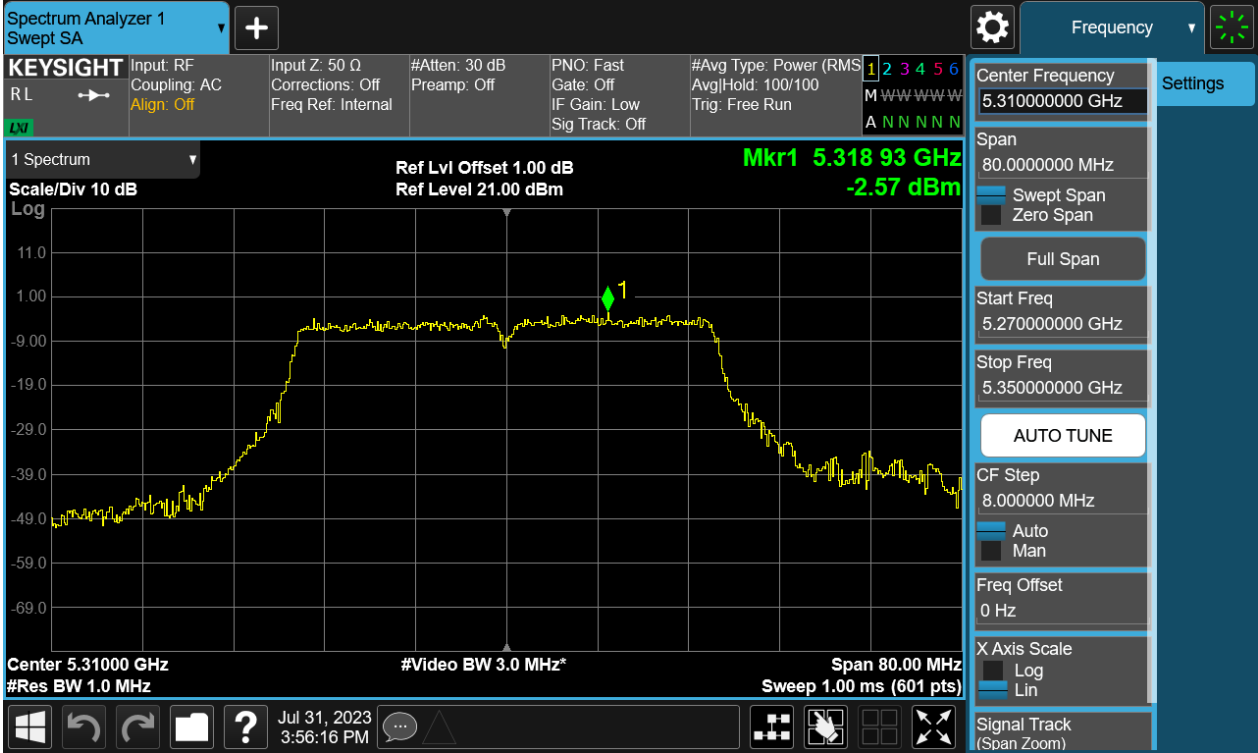 Spectrum Analyzer 1
Swept SA
Frequency
KEYSIGHT
R L
LXI
Input: RF
Coupling: AC
Align: Off
Input Z: 50 Ω
Corrections: Off
Freq Ref: Internal
#Atten: 30 dB
Preamp: Off
PNO: Fast
Gate: Off
IF Gain: Low
Sig Track: Off
#Avg Type: Power (RMS
Avg|Hold: 100/100
Trig: Free Run
1 2 3 4 5 6
M W W W W W
A N N N N N
1 Spectrum
Scale/Div 10 dB
Log
Ref Lvl Offset 1.00 dB
Ref Level 21.00 dBm
Mkr1 5.318 93 GHz
-2.57 dBm
11.0
1.00
-9.00
-19.0
-29.0
-39.0
-49.0
-59.0
-69.0
1
Center 5.31000 GHz
#Res BW 1.0 MHz
#Video BW 3.0 MHz*
Span 80.00 MHz
Sweep 1.00 ms (601 pts)
Center Frequency
5.310000000 GHz
Span
80.0000000 MHz
Swept Span
Zero Span
Full Span
Start Freq
5.270000000 GHz
Stop Freq
5.350000000 GHz
AUTO TUNE
CF Step
8.000000 MHz
Auto
Man
Freq Offset
0 Hz
X Axis Scale
Log
Lin
Signal Track
(Span Zoom)
Settings
?
Jul 31, 2023
3:56:16 PM